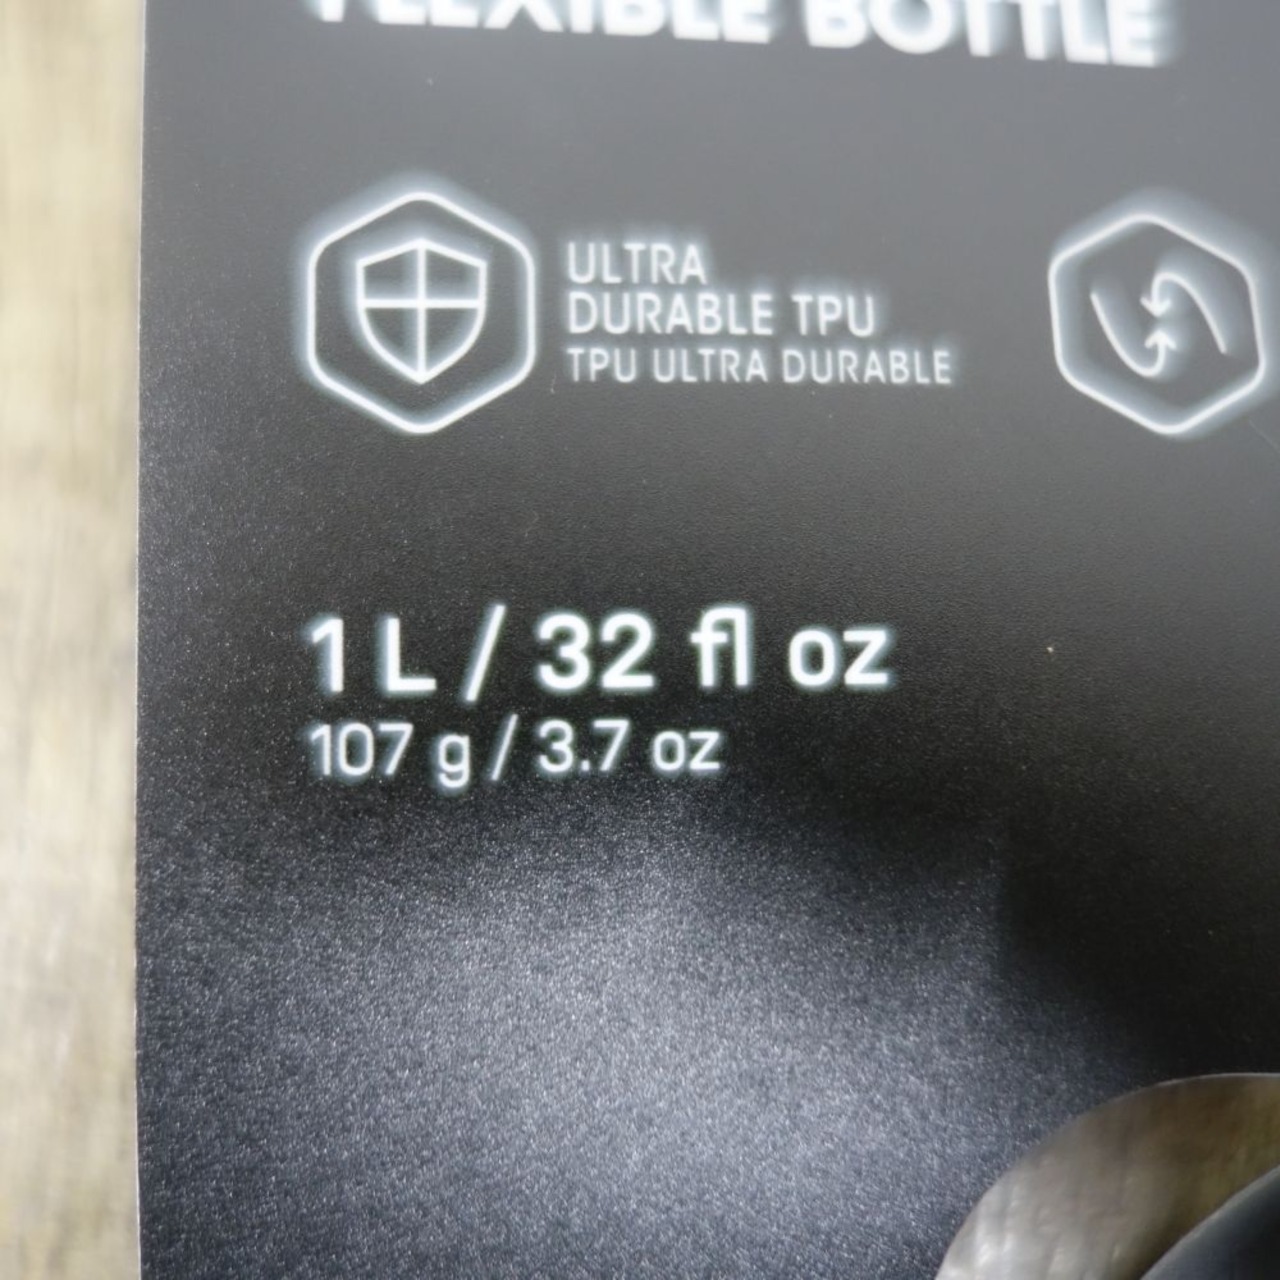 FLEXIBLE BOTTLE
ULTRA
DURABLE TPU
TPU ULTRA DURABLE
1 L / 32 fl oz
107 g / 3.7 oz